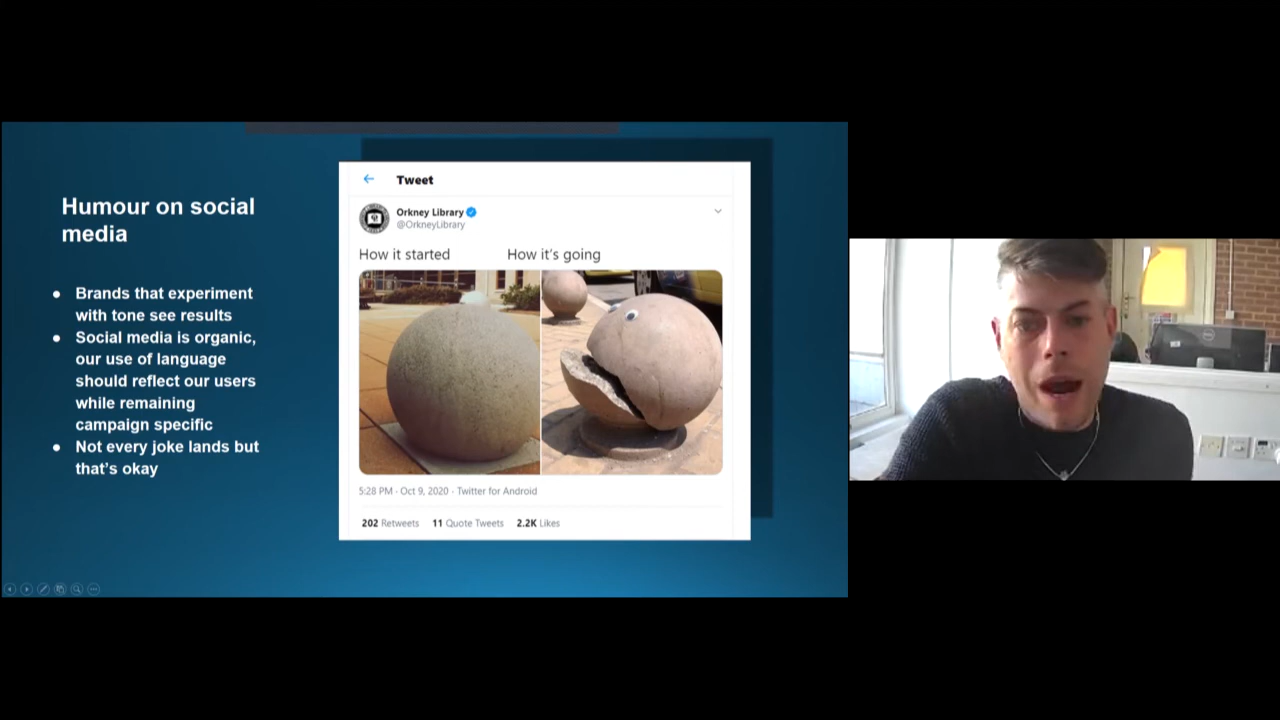 Humour on social
media
Brands that experiment
with tone see results
Social media is organic,
our use of language
should reflect our users
while remaining
campaign specific
Not every joke lands but
that's okay
Tweet
Orkney Library
@OrkneyLibrary
How it started How it's going
5:28 PM · Oct 9, 2020 · Twitter for Android
202 Retweets 11 Quote Tweets 2.2K Likes